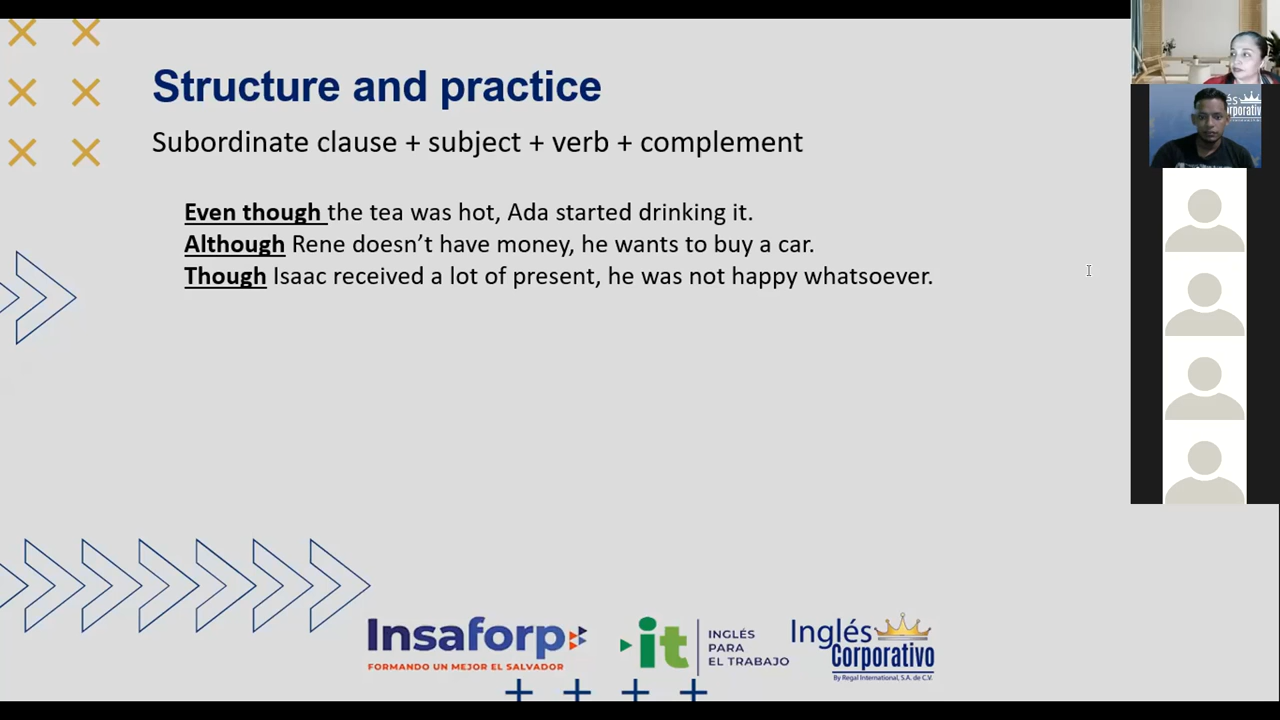 Structure and practice
Subordinate clause + subject + verb + complement
Even though the tea was hot, Ada started drinking it.
Although Rene doesn’t have money, he wants to buy a car.
Though Isaac received a lot of present, he was not happy whatsoever.
Insaforp
FORMANDO UN MEJOR EL SALVADOR
it
INGLÉS
PARA
EL TRABAJO
Inglés
Corporativo
By Regal International, S.A. de C.V.